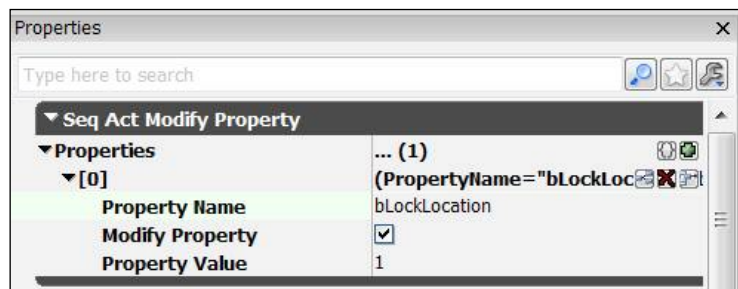 Properties
Type here to search
Seq Act Modify Property
Properties ... (1)
[0] (PropertyName="bLockLoc
Property Name bLockLocation
Modify Property
Property Value 1